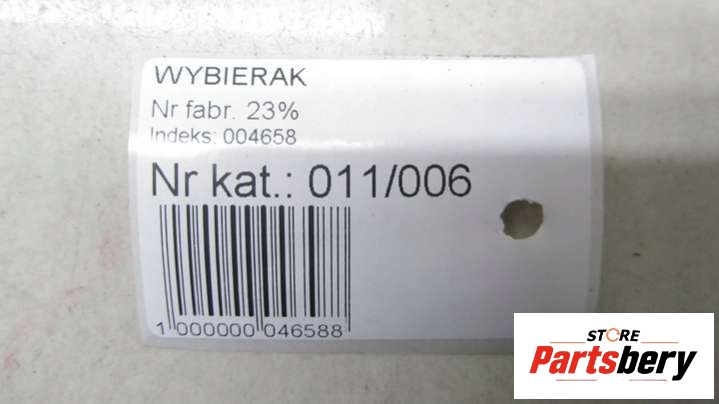 WYBIERAK
Nr fabr. 23%
Indeks: 004658
Nr kat.: 011/006
1 000000 046588
STORE
Partsbery